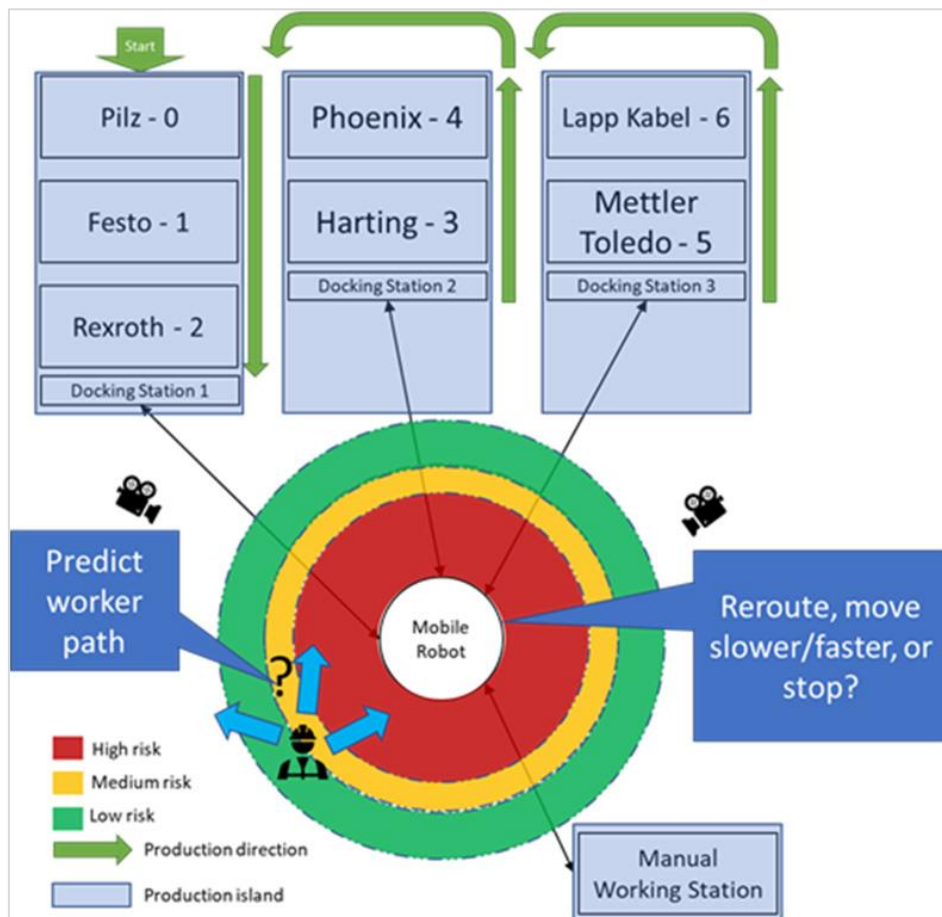 Start
Pilz - 0
Festo - 1
Rexroth - 2
Docking Station 1
Phoenix - 4
Harting - 3
Docking Station 2
Lapp Kabel - 6
Mettler
Toledo - 5
Docking Station 3
Predict
worker
path
?
Mobile
Robot
Reroute, move
slower/faster, or
stop?
High risk
Medium risk
Low risk
Production direction
Production island
Manual
Working Station